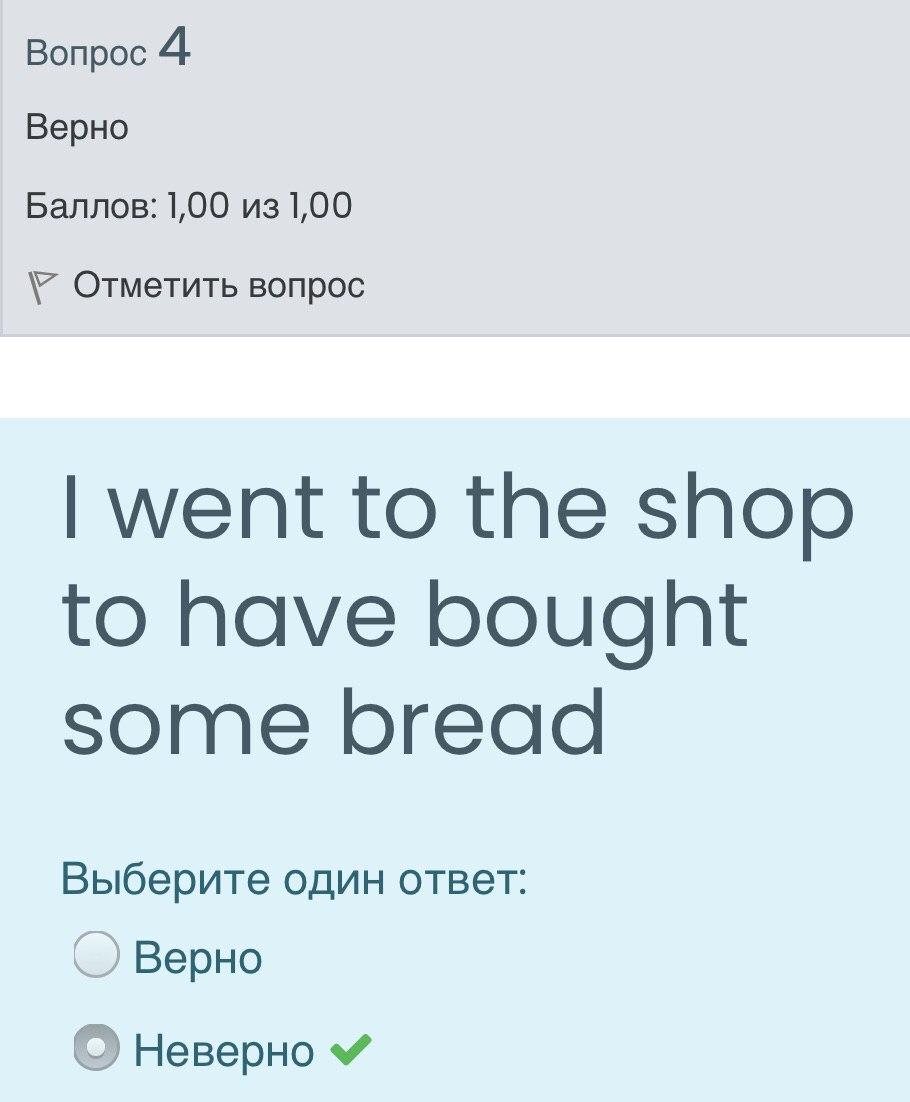 Вопрос 4
Верно
Баллов: 1,00 из 1,00
Отметить вопрос
I went to the shop
to have bought
some bread
Выберите один ответ:
Верно
Неверно